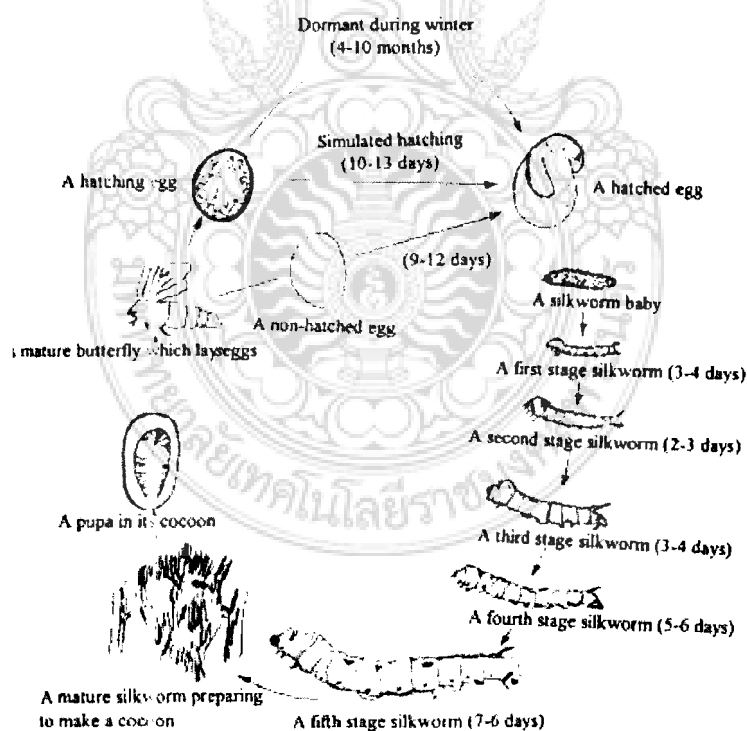 Dormant during winter
(4-10 months)
Simulated hatching
(10-13 days)
A hatching egg
A hatched egg
(9-12 days)
A non-hatched egg
A silkworm baby
mature butterfly which layseggs
A first stage silkworm (3-4 days)
A second stage silkworm (2-3 days)
A pupa in its cocoon
A third stage silkworm (3-4 days)
A fourth stage silkworm (5-6 days)
A mature silkworm preparing
to make a cocoon
A fifth stage silkworm (7-6 days)